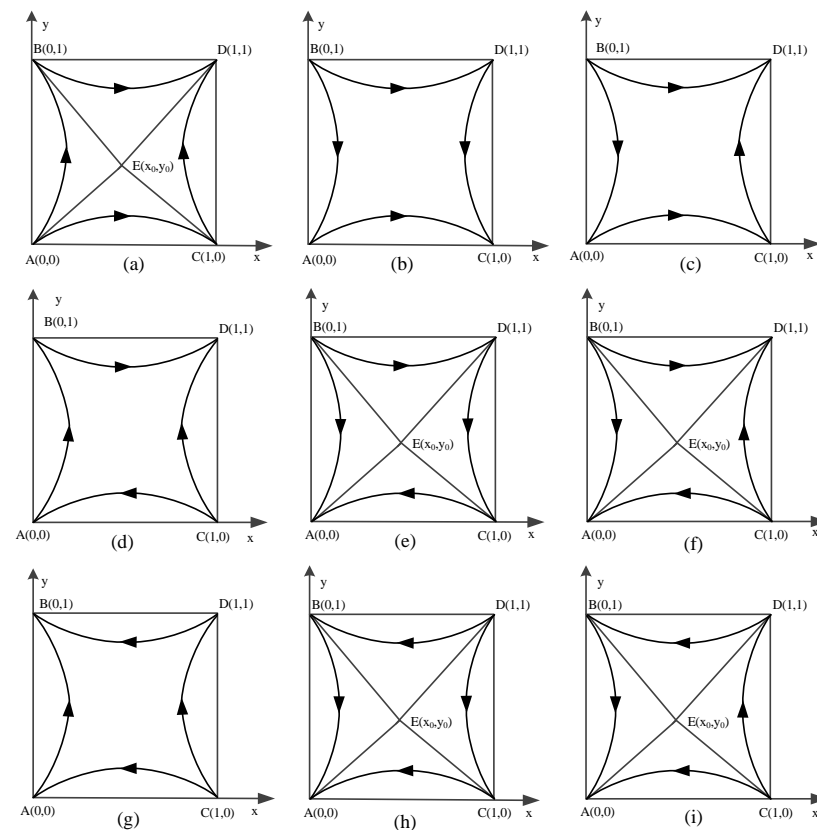 y
B(0,1) D(1,1)
E(x₀,y₀)
A(0,0) C(1,0) x
(a)
y
B(0,1) D(1,1)
A(0,0) C(1,0) x
(b)
y
B(0,1) D(1,1)
A(0,0) C(1,0) x
(c)
y
B(0,1) D(1,1)
A(0,0) C(1,0) x
(d)
y
B(0,1) D(1,1)
E(x₀,y₀)
A(0,0) C(1,0) x
(e)
y
B(0,1) D(1,1)
E(x₀,y₀)
A(0,0) C(1,0) x
(f)
y
B(0,1) D(1,1)
A(0,0) C(1,0) x
(g)
y
B(0,1) D(1,1)
E(x₀,y₀)
A(0,0) C(1,0) x
(h)
y
B(0,1) D(1,1)
E(x₀,y₀)
A(0,0) C(1,0) x
(i)